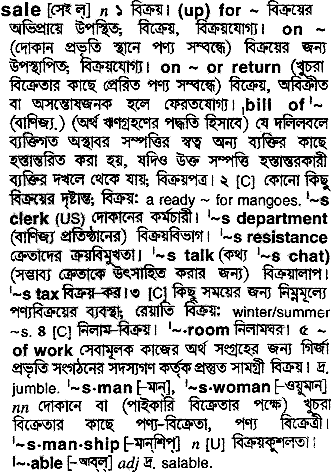 sale [সেই ল্] n ১ বিক্রয়। (up) for ~ বিক্রয়ের
অভিপ্রায়ে উপস্থিত; বিক্রেয়, বিক্রয়যোগ্য। on ~
(দোকান প্রভৃতি স্থানে পণ্য সম্বন্ধে) বিক্রয়ের জন্য
উপস্থাপিত; বিক্রয়যোগ্য। on ~ or return (খুচরা
বিক্রেতার কাছে প্রেরিত পণ্য সম্বন্ধে) বিক্রেয়, অবিক্রীত
বা অসন্তোষজনক হলে ফেরতযোগ্য। ˌbill of ˈ~
(বাণিজ্য.) (অর্থ ঋণগ্রহণের পদ্ধতি হিসাবে) যে দলিলবলে
ব্যক্তিগত অস্থাবর সম্পত্তির স্বত্ব অন্য ব্যক্তির কাছে
হস্তান্তরিত করা হয়, যদিও উক্ত সম্পত্তি হস্তান্তরকারী
ব্যক্তির দখলে থেকে যায়; বিক্রয়পত্র। ২ [C] কোনো কিছু
বিক্রয়ের দৃষ্টান্ত; বিক্রয়: a ready ~ for mangoes. ˈ~s
clerk (US) দোকানের কর্মচারী। ˈ~s department
(বাণিজ্য প্রতিষ্ঠানের) বিক্রয়বিভাগ। ˈ~s resistance
ক্রেতাদের ক্রয়বিমুখতা। ˈ~s talk (কথ্য ˈ~s chat)
(সম্ভাব্য ক্রেতাকে উৎসাহিত করার জন্য) বিক্রয়ালাপ।
ˈ~s tax বিক্রয়-কর। ৩ [C] কিছু সময়ের জন্য নিম্নমূল্যে
পণ্যবিক্রয়ের ব্যবস্থা; রেয়াতি বিক্রয়: winter/summer
~s. ৪ [C] নিলাম-বিক্রয়। ˈ~·room নিলামঘর। ৫ ~
of work সেবামূলক কাজের অর্থ সংগ্রহের জন্য গির্জা
প্রভৃতি সংগঠনের সদস্যগণ কর্তৃক প্রস্তুত সামগ্রী বিক্রয়। দ্র.
jumble. ˈ~s·man [–মান্], ˈ~s·woman [–ওয়ুমান্]
nn দোকানে বা (পাইকারি বিক্রেতার পক্ষে) খুচরা
বিক্রেতার কাছে পণ্য-বিক্রেতা, পণ্য বিক্রেত্রী।
ˈ~s·man·ship [–মান্‌শিপ্] n [U] বিক্রয়কুশলতা।
ˈ~·able [–আব্‌ল্] adj দ্র. salable.